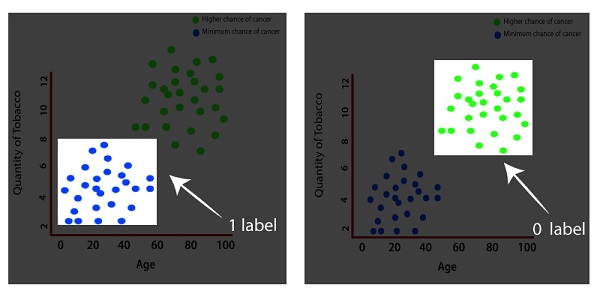 Higher chance of cancer
Minimum chance of cancer
Quantity of Tobacco
12
10
8
6
4
2
0 20 40 60 80 100
Age
1 label
Higher chance of cancer
Minimum chance of cancer
Quantity of Tobacco
12
10
8
6
4
2
0 20 40 60 80 100
Age
0 label